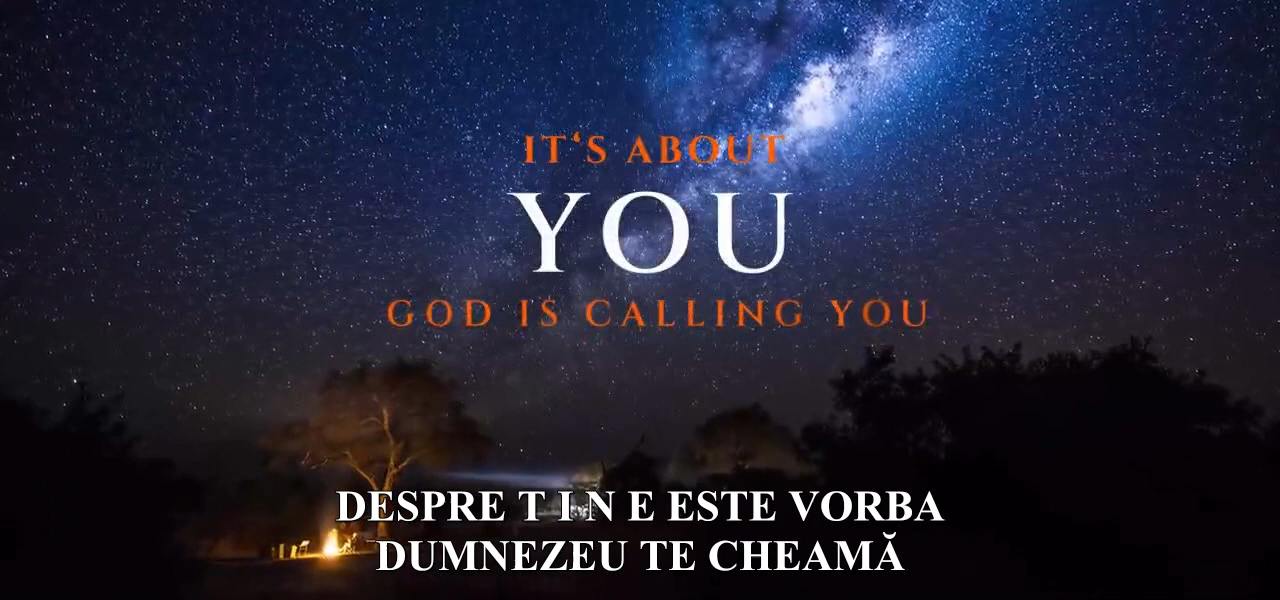 IT‘S ABOUT
YOU
GOD IS CALLING YOU
DESPRE T I N E ESTE VORBA
DUMNEZEU TE CHEAMĂ